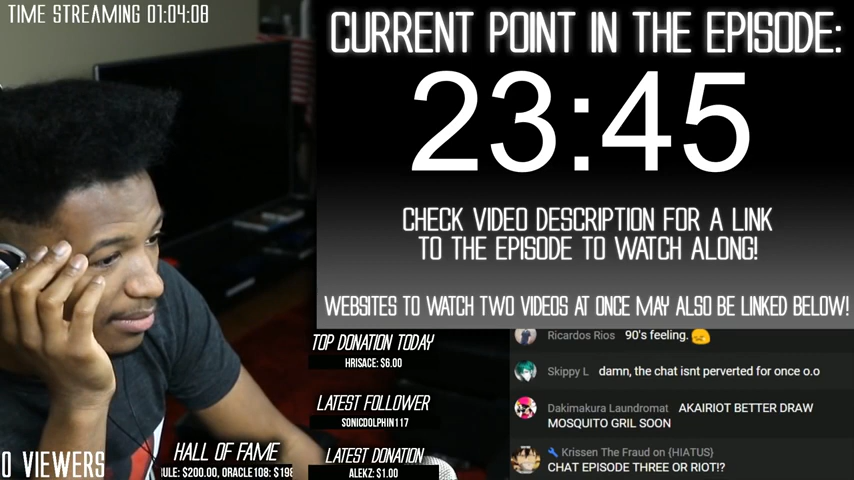 TIME STREAMING 01:04:08
CURRENT POINT IN THE EPISODE:
23:45
CHECK VIDEO DESCRIPTION FOR A LINK
TO THE EPISODE TO WATCH ALONG!
WEBSITES TO WATCH TWO VIDEOS AT ONCE MAY ALSO BE LINKED BELOW!
TOP DONATION TODAY
HRISACE: $6.00
LATEST FOLLOWER
SONICDOLPHIN117
LATEST DONATION
ALEKZ: $1.00
HALL OF FAME
ULE: $200.00, ORACLE108: $198
0 VIEWERS
Ricardos Rios 90's feeling.
Skippy L damn, the chat isnt perverted for once o.o
Dakimakura Laundromat AKAIRIOT BETTER DRAW
MOSQUITO GRIL SOON
Krissen The Fraud on {HIATUS}
CHAT EPISODE THREE OR RIOT!?